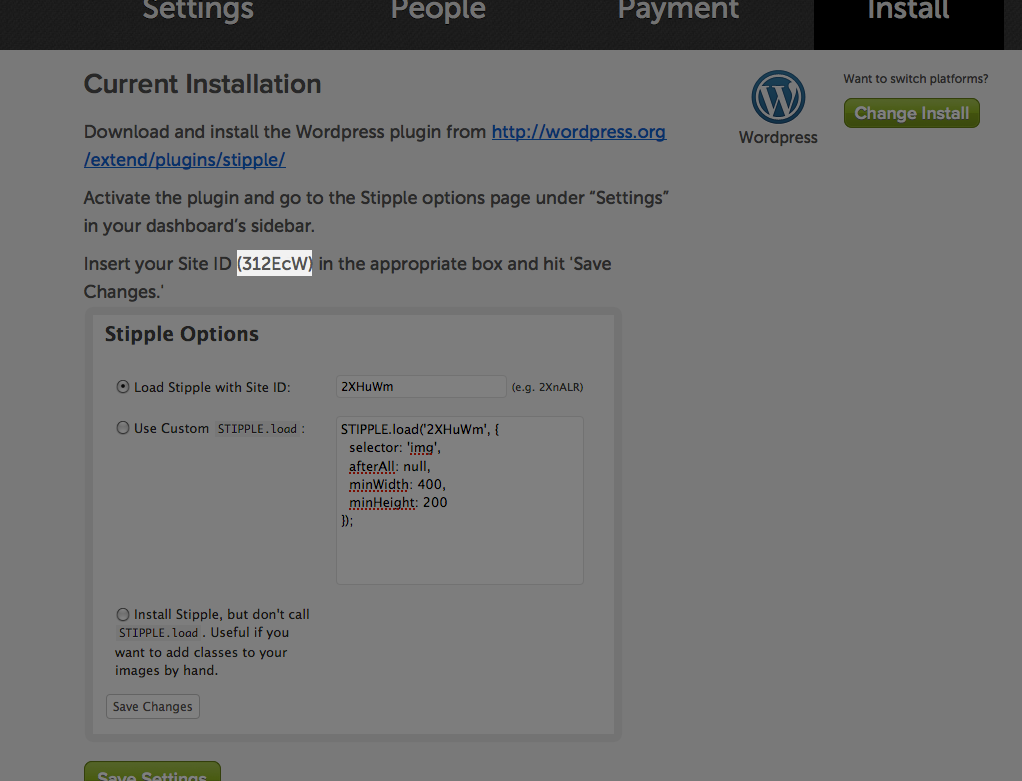 Settings People Payment Install
Current Installation
Want to switch platforms?
Change Install
Wordpress
Download and install the Wordpress plugin from http://wordpress.org
/extend/plugins/stipple/
Activate the plugin and go to the Stipple options page under “Settings”
in your dashboard’s sidebar.
Insert your Site ID (312EcW) in the appropriate box and hit 'Save
Changes.'
Stipple Options
Load Stipple with Site ID: 2XHuWm (e.g. 2XnALR)
Use Custom STIPPLE.load :
STIPPLE.load('2XHuWm', {
selector: 'img',
afterAll: null,
minWidth: 400,
minHeight: 200
});
Install Stipple, but don't call
STIPPLE.load . Useful if you
want to add classes to your
images by hand.
Save Changes
Save Settings